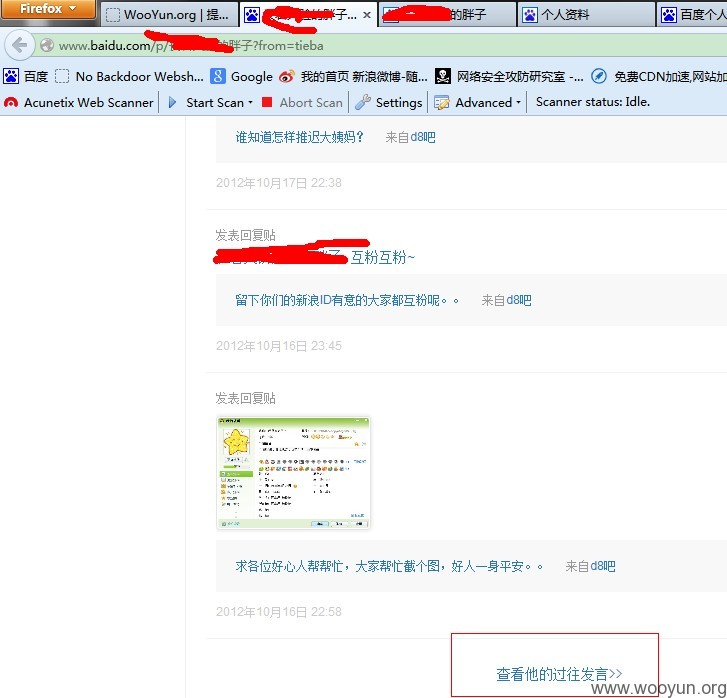 Firefox
WooYun.org | 提...
子...
的胖子
个人资料
百度个人
www.baidu.com/p/ 的胖子?from=tieba
百度 No Backdoor Websh... Google 我的首页 新浪微博-随... 网络安全攻防研究室 -... 免费CDN加速,网站加
Acunetix Web Scanner Start Scan Abort Scan Settings Advanced Scanner status: Idle.
谁知道怎样推迟大姨妈? 来自d8吧
2012年10月17日 22:38
发表回复贴
互粉互粉~
留下你们的新浪ID有意的大家都互粉呢。。 来自d8吧
2012年10月16日 23:45
发表回复贴
求各位好心人帮帮忙，大家帮忙截个图，好人一身平安。。 来自d8吧
2012年10月16日 22:58
查看他的过往发言>>
www.wooyun.org